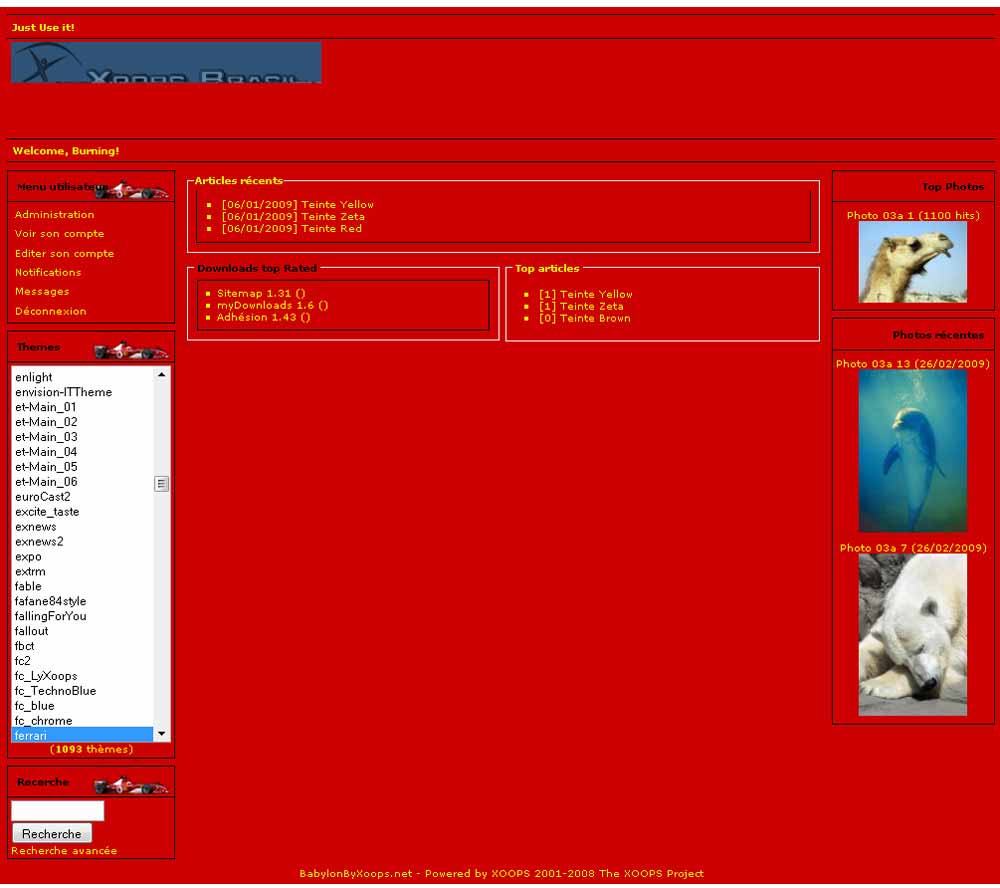 Just Use it!
Xoops Brasil
Welcome, Burning!
Menu utilisateur
Administration
Voir son compte
Editer son compte
Notifications
Messages
Déconnexion
Themes
enlight
envision-ITTheme
et-Main_01
et-Main_02
et-Main_03
et-Main_04
et-Main_05
et-Main_06
euroCast2
excite_taste
exnews
exnews2
expo
extrm
fable
fafane84style
fallingForYou
fallout
fbct
fc2
fc_LyXoops
fc_TechnoBlue
fc_blue
fc_chrome
ferrari
(1093 thèmes)
Recerche
Recherche
Recherche avancée
Articles récents
[06/01/2009] Teinte Yellow
[06/01/2009] Teinte Zeta
[06/01/2009] Teinte Red
Downloads top Rated
Sitemap 1.31 ()
myDownloads 1.6 ()
Adhésion 1.43 ()
Top articles
[1] Teinte Yellow
[1] Teinte Zeta
[0] Teinte Brown
Top Photos
Photo 03a 1 (1100 hits)
Photos récentes
Photo 03a 13 (26/02/2009)
Photo 03a 7 (26/02/2009)
BabylonByXoops.net - Powered by XOOPS 2001-2008 The XOOPS Project